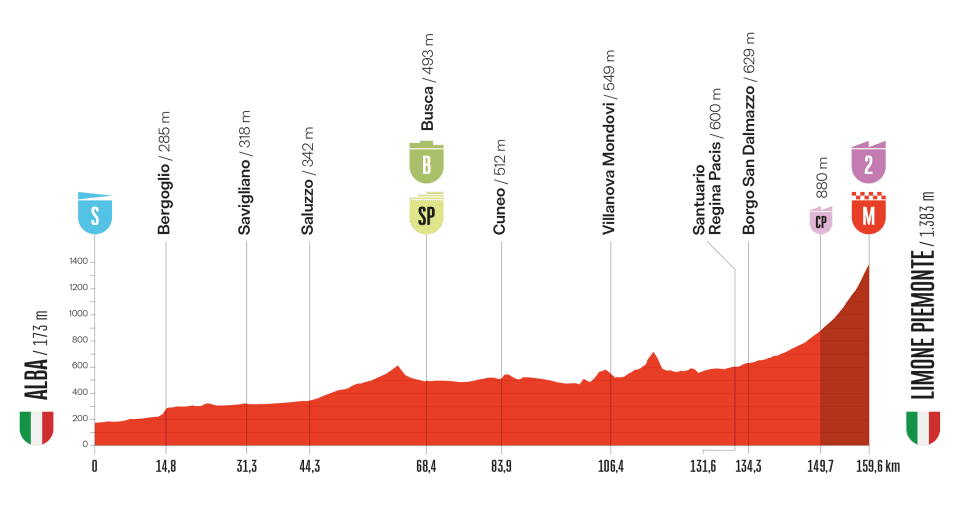 ALBA / 173 m
S
Bergoglio / 285 m
Savigliano / 318 m
Saluzzo / 342 m
Busca / 493 m
B
SP
Cuneo / 512 m
Villanova Mondovì / 549 m
Santuario
Regina Pacis / 600 m
Borgo San Dalmazzo / 629 m
880 m
CP
2
M
LIMONE PIEMONTE / 1.383 m
1400
1200
1000
800
600
400
200
0
0 14,8 31,3 44,3 68,4 83,9 106,4 131,6 134,3 149,7 159,6 km